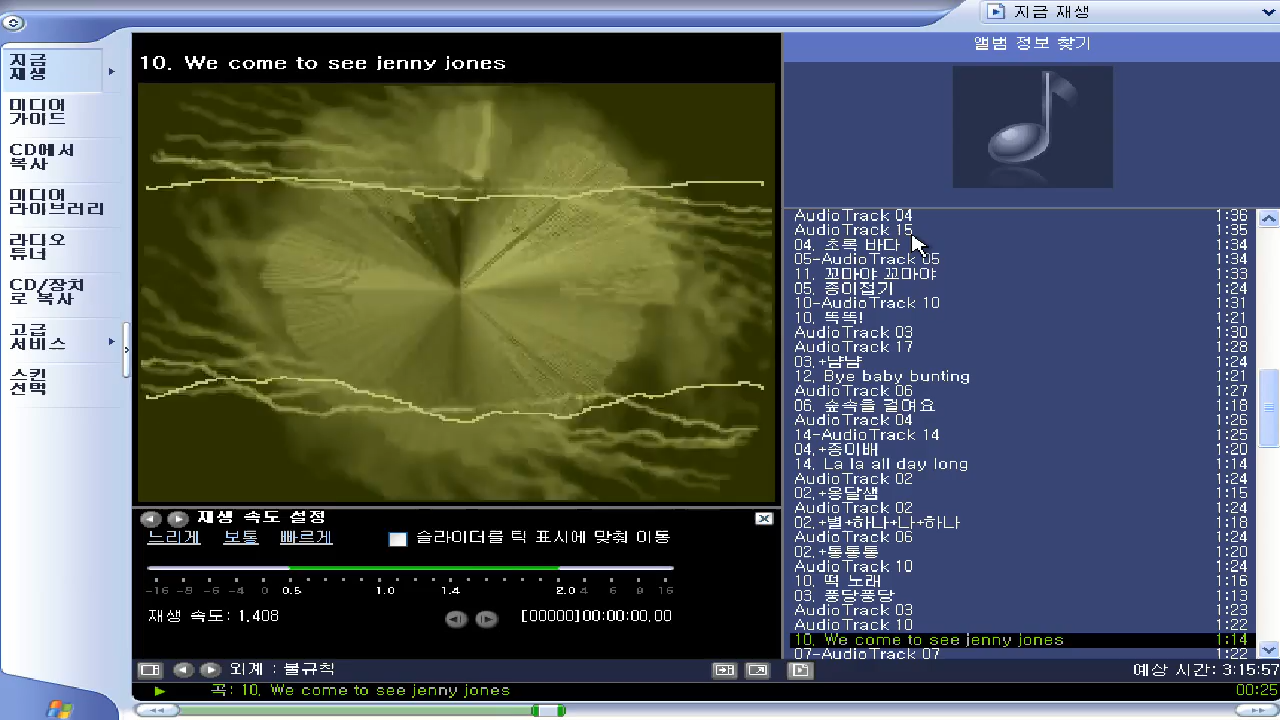 지금 재생
지금
재생
미디어
가이드
CD에서
복사
미디어
라이브러리
라디오
튜너
CD/장치
로 복사
고급
서비스
스킨
선택
10. We come to see jenny jones
앨범 정보 찾기
AudioTrack 04 1:36
AudioTrack 15 1:35
04. 초록 바다 1:34
05-AudioTrack 05 1:34
11. 꼬마야 꼬마야 1:33
05. 종이접기 1:24
10-AudioTrack 10 1:31
10. 똑똑! 1:21
AudioTrack 03 1:30
AudioTrack 17 1:28
03.+냠냠 1:24
12. Bye baby bunting 1:21
AudioTrack 06 1:27
06. 숲속을 걸어요 1:18
AudioTrack 04 1:26
14-AudioTrack 14 1:25
04.+종이배 1:20
14. La la all day long 1:14
AudioTrack 02 1:24
02.+옹달샘 1:15
AudioTrack 02 1:24
02.+별+하나+나+하나 1:18
AudioTrack 06 1:24
02.+통통통 1:20
AudioTrack 10 1:24
10. 떡 노래 1:16
03. 퐁당퐁당 1:13
AudioTrack 03 1:23
AudioTrack 10 1:22
10. We come to see jenny jones 1:14
07-AudioTrack 07 1:22
재생 속도 설정
느리게 보통 빠르게 슬라이더를 틱 표시에 맞춰 이동
-16 -9 -6 -4 0 0.5 1.0 1.4 2.0 4 6 9 16
재생 속도: 1.408 [00000]00:00:00.00
외계 : 불규칙
예상 시간: 3:15:57
곡: 10. We come to see jenny jones 00:25